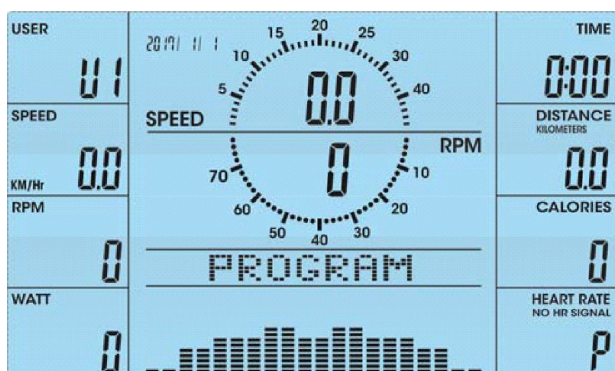 USER
U1
SPEED
KM/Hr 0.0
RPM
0
WATT
0
2017/ 1/ 1
5 10 15 20 25 30 40
0.0
SPEED
RPM
0
70 60 50 40 30 20 10
PROGRAM
TIME
0:00
DISTANCE
KILOMETERS
0.0
CALORIES
0
HEART RATE
NO HR SIGNAL
P